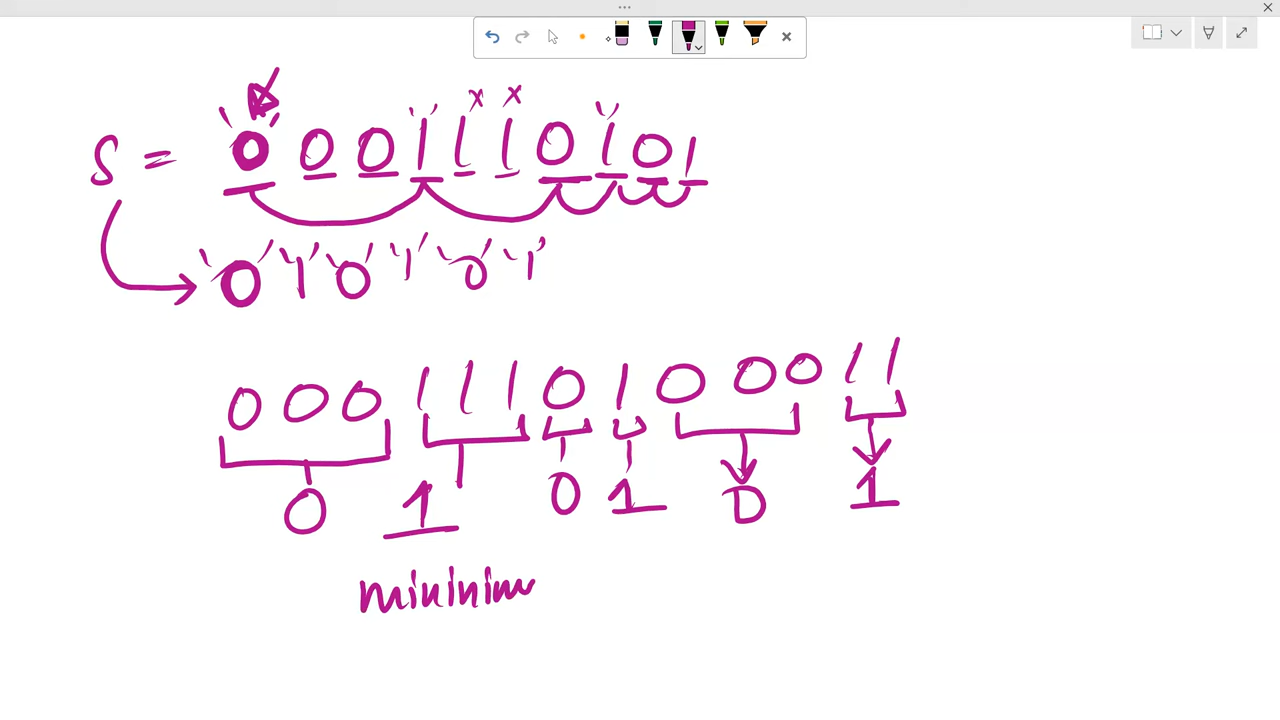 S = '0' 0 0 '1' 1 1 0 1 0 1
x x
'0' '1' '0' '1' '0' '1'
0 0 0 1 1 1 0 1 0 0 0 1 1
0 1 0 1 0 1
mininim